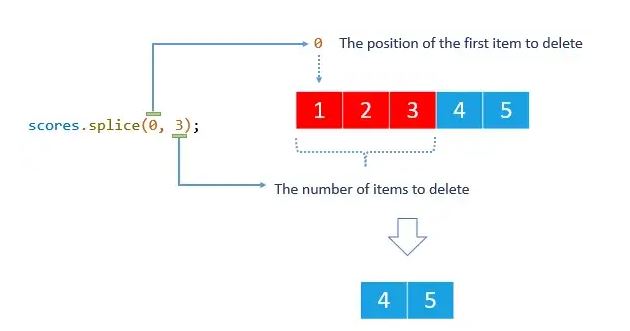 0 The position of the first item to delete
1 2 3 4 5
scores.splice(0, 3);
The number of items to delete
4 5